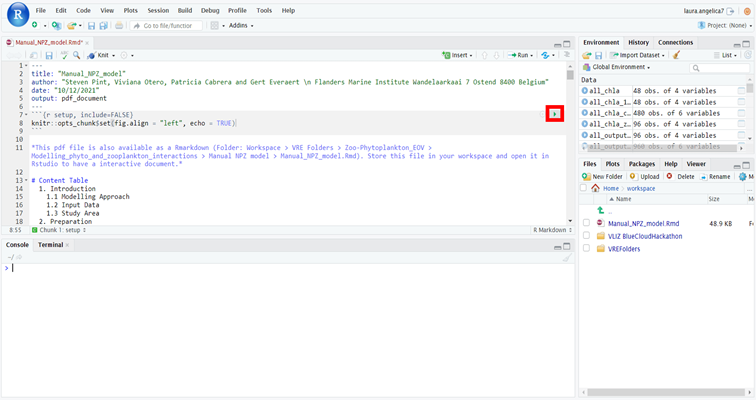 R
File Edit Code View Plots Session Build Debug Profile Tools Help
laura.angelica7
Go to file/function
Addins
Project: (None)
Manual_NPZ_model.Rmd* ×
Knit
Insert
Run
1 ---
2 title: "Manual_NPZ_model"
3 author: "Steven Pint, Viviana Otero, Patricia Cabrera and Gert Everaert \n Flanders Marine Institute Wandelaarkaai 7 Ostend 8400 Belgium"
4 date: "10/12/2021"
5 output: pdf_document
6 ---
7 ```{r setup, include=FALSE}
8 knitr::opts_chunk$set(fig.align = "left", echo = TRUE)
9 ```
10
11 *This pdf file is also available as a Rmarkdown (Folder: Workspace > VRE Folders > Zoo-Phytoplankton_EOV >
Modelling_phyto_and_zooplankton_interactions > Manual NPZ model > Manual_NPZ_model.Rmd). Store this file in your workspace and open it in
Rstudio to have a interactive document.*
12
13 # Content Table
14 1. Introduction
15 1.1 Modelling Approach
16 1.2 Input Data
17 1.3 Study Area
18 2. Preparation
8:55 Chunk 1: setup R Markdown
Console Terminal ×
~/
>
Environment History Connections
Import Dataset List
Global Environment
Data
all_chla 48 obs. of 4 variables
all_chla_1… 48 obs. of 4 variables
all_chla_z… 480 obs. of 6 variables
all_output 96 obs. of 4 variables
all_output… 960 obs. of 6 variables
Files Plots Packages Help Viewer
New Folder Upload Delete Rename M
Home workspace ...
Name Size
..
Manual_NPZ_model.Rmd 48.9 KB
VLIZ BlueCloudHackathon
VREFolders